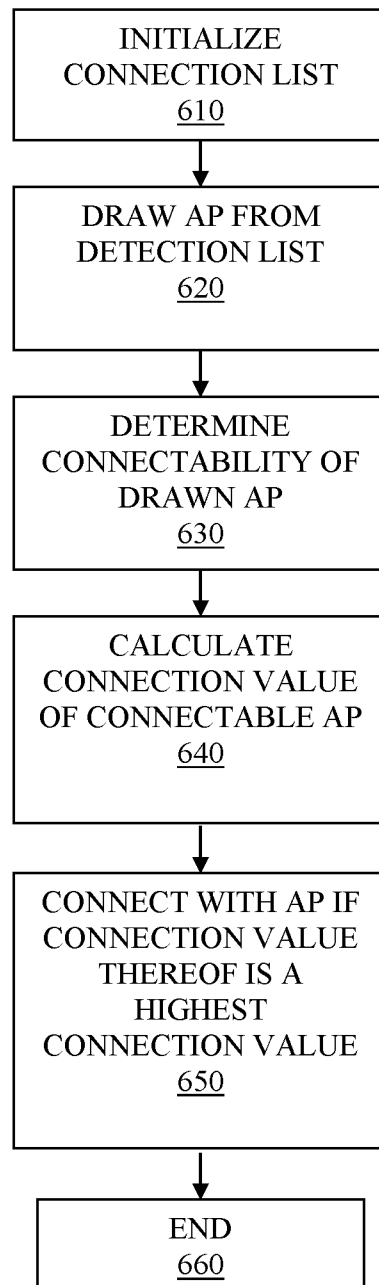 INITIALIZE
CONNECTION LIST
610
DRAW AP FROM
DETECTION LIST
620
DETERMINE
CONNECTABILITY OF
DRAWN AP
630
CALCULATE
CONNECTION VALUE
OF CONNECTABLE AP
640
CONNECT WITH AP IF
CONNECTION VALUE
THEREOF IS A
HIGHEST
CONNECTION VALUE
650
END
660